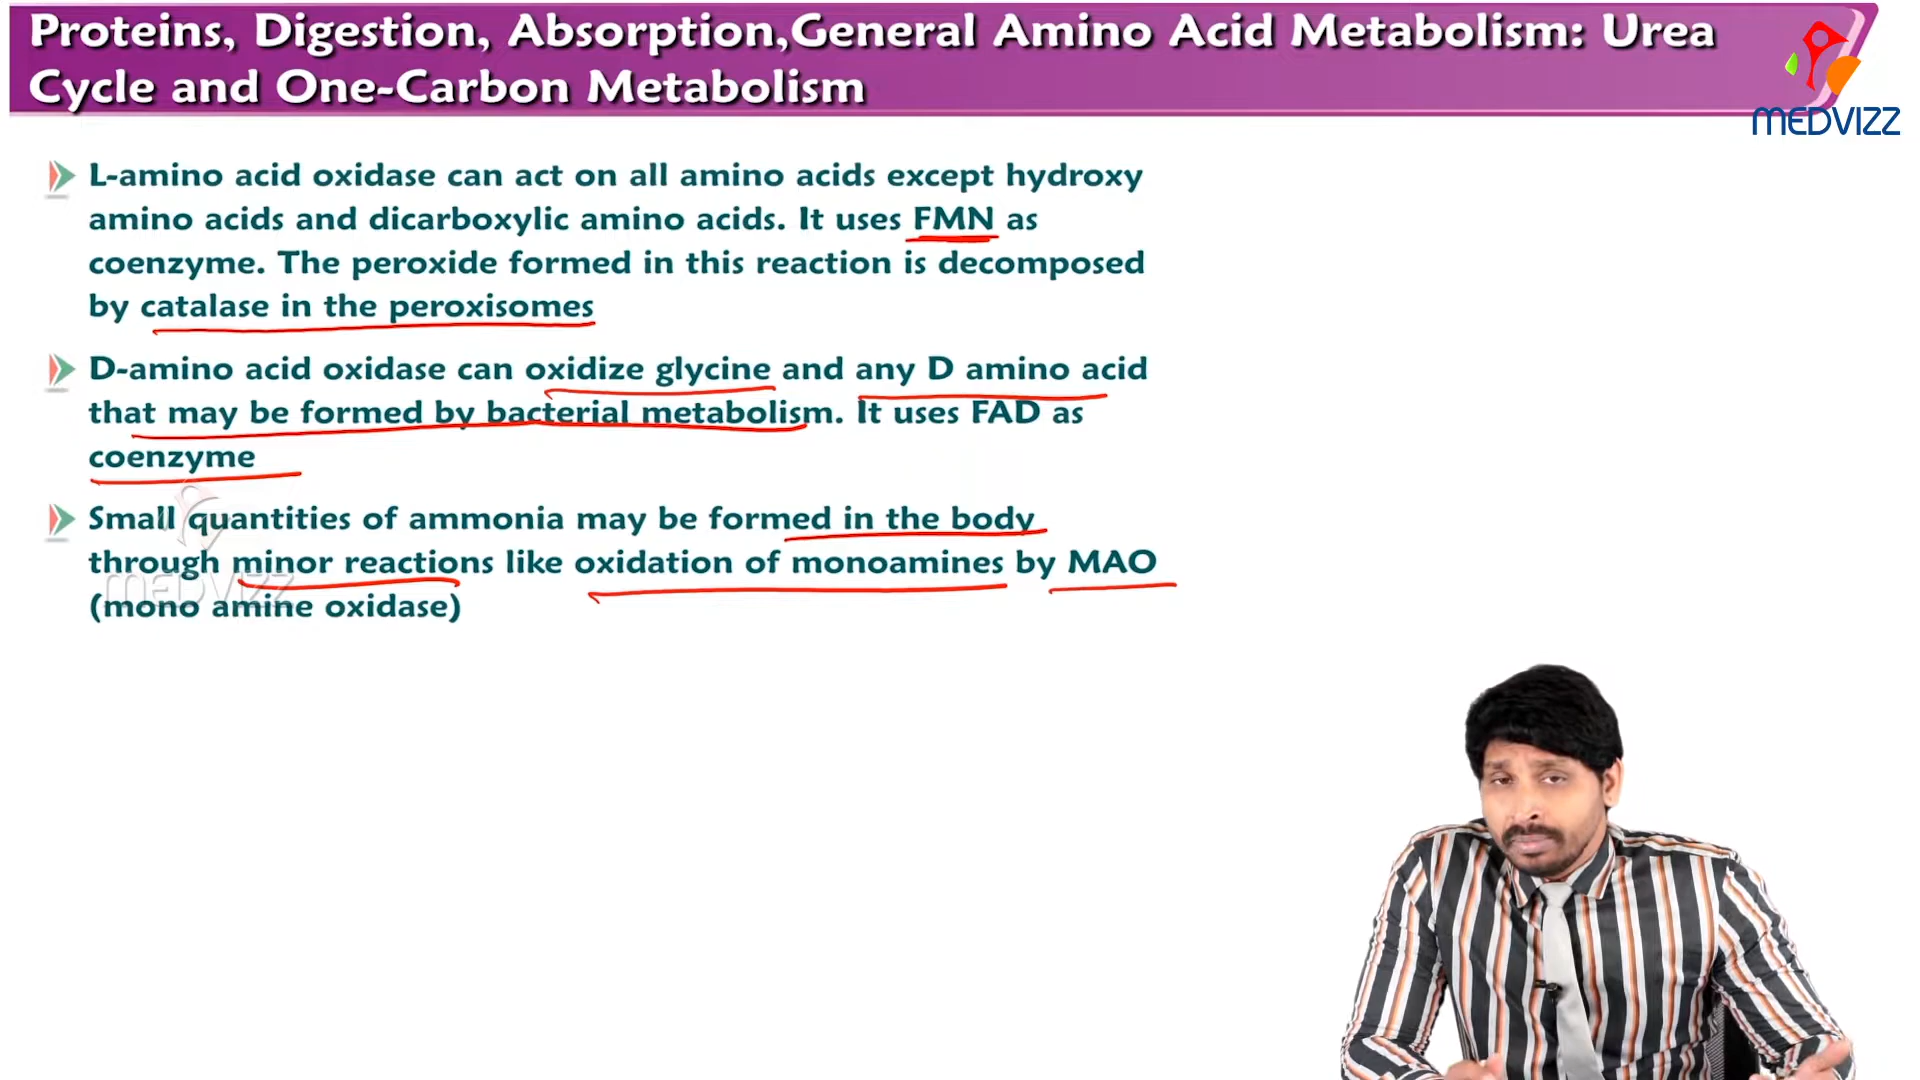 Proteins, Digestion, Absorption,General Amino Acid Metabolism: Urea
Cycle and One-Carbon Metabolism
MEDVIZZ
L-amino acid oxidase can act on all amino acids except hydroxy
amino acids and dicarboxylic amino acids. It uses FMN as
coenzyme. The peroxide formed in this reaction is decomposed
by catalase in the peroxisomes
D-amino acid oxidase can oxidize glycine and any D amino acid
that may be formed by bacterial metabolism. It uses FAD as
coenzyme
Small quantities of ammonia may be formed in the body
through minor reactions like oxidation of monoamines by MAO
MEDVIZZ
(mono amine oxidase)